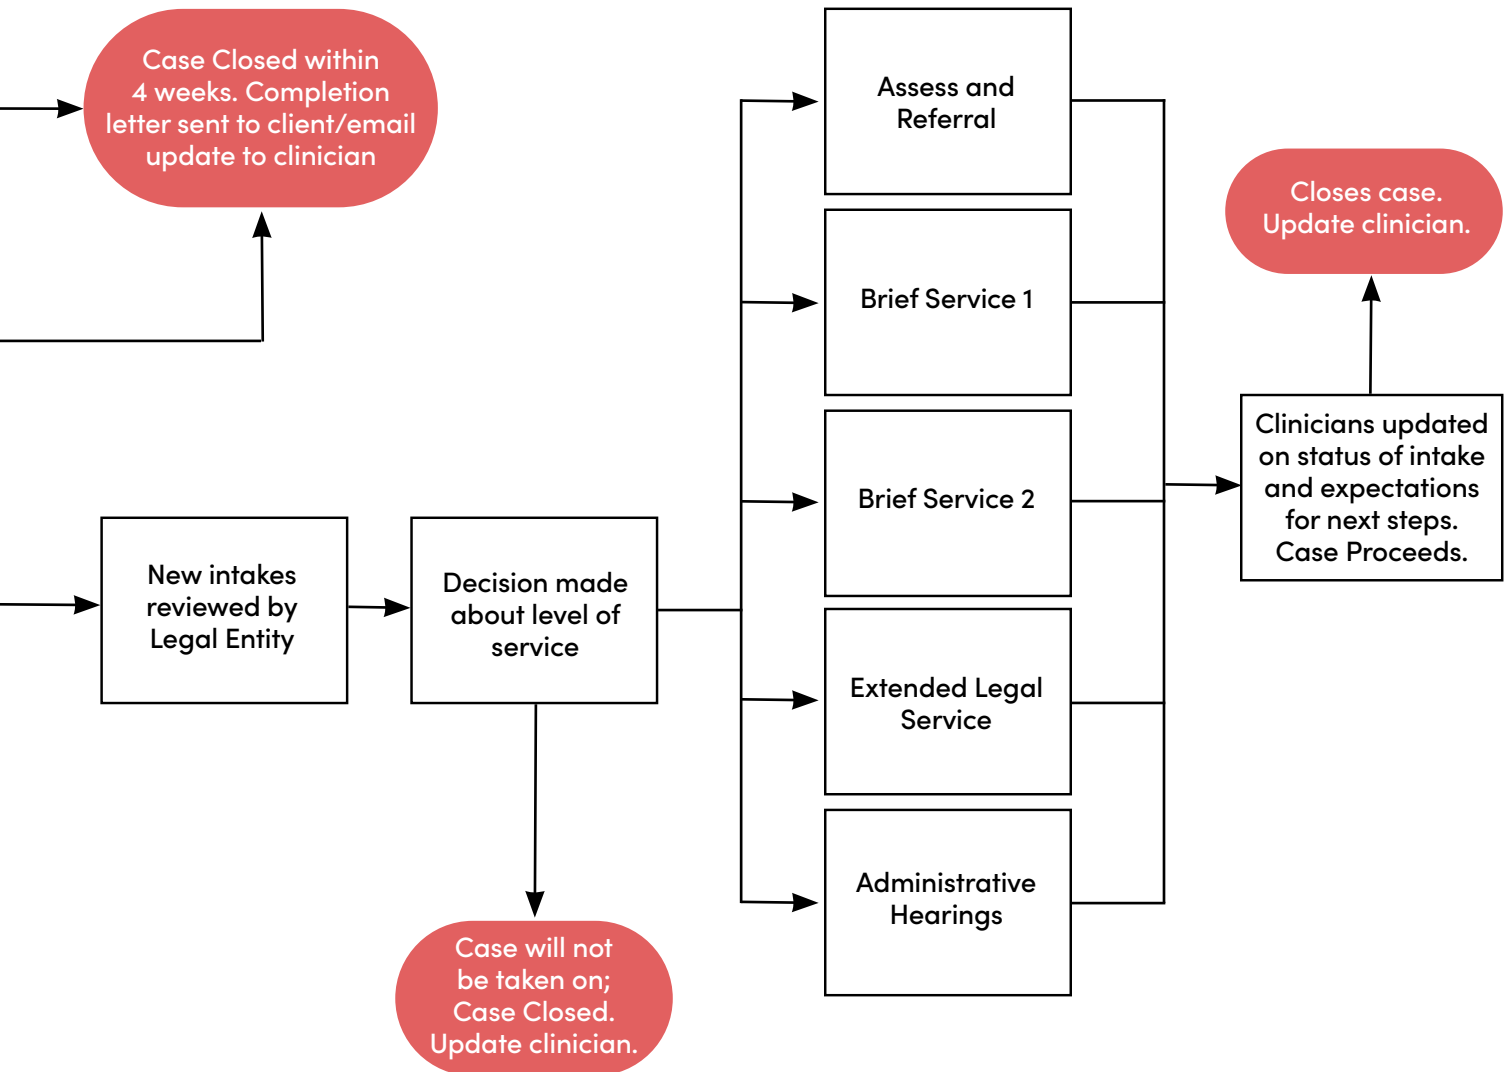 Case Closed within
4 weeks. Completion
letter sent to client/email
update to clinician
New intakes
reviewed by
Legal Entity
Decision made
about level of
service
Case will not
be taken on;
Case Closed.
Update clinician.
Assess and
Referral
Brief Service 1
Brief Service 2
Extended Legal
Service
Administrative
Hearings
Closes case.
Update clinician.
Clinicians updated
on status of intake
and expectations
for next steps.
Case Proceeds.